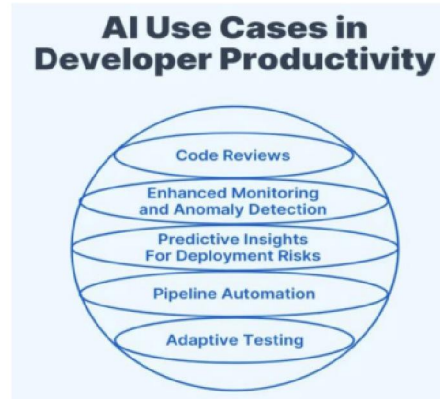 AI Use Cases in
Developer Productivity
Code Reviews
Enhanced Monitoring
and Anomaly Detection
Predictive Insights
For Deployment Risks
Pipeline Automation
Adaptive Testing